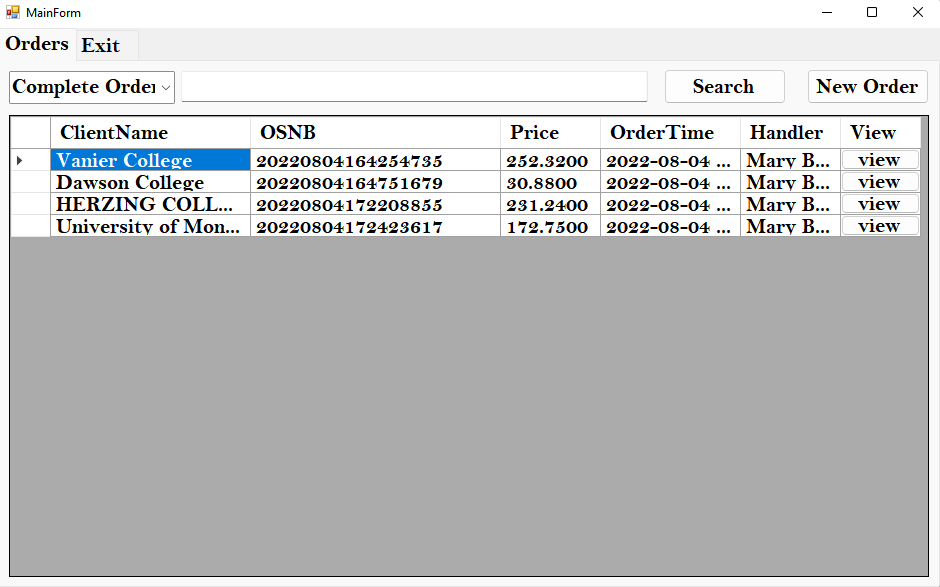 MainForm
Orders Exit
Complete Order Search New Order
ClientName OSNB Price OrderTime Handler View
Vanier College 20220804164254735 252.3200 2022-08-04 ... Mary B... view
Dawson College 20220804164751679 30.8800 2022-08-04 ... Mary B... view
HERZING COLL... 20220804172208855 231.2400 2022-08-04 ... Mary B... view
University of Mon... 20220804172423617 172.7500 2022-08-04 ... Mary B... view